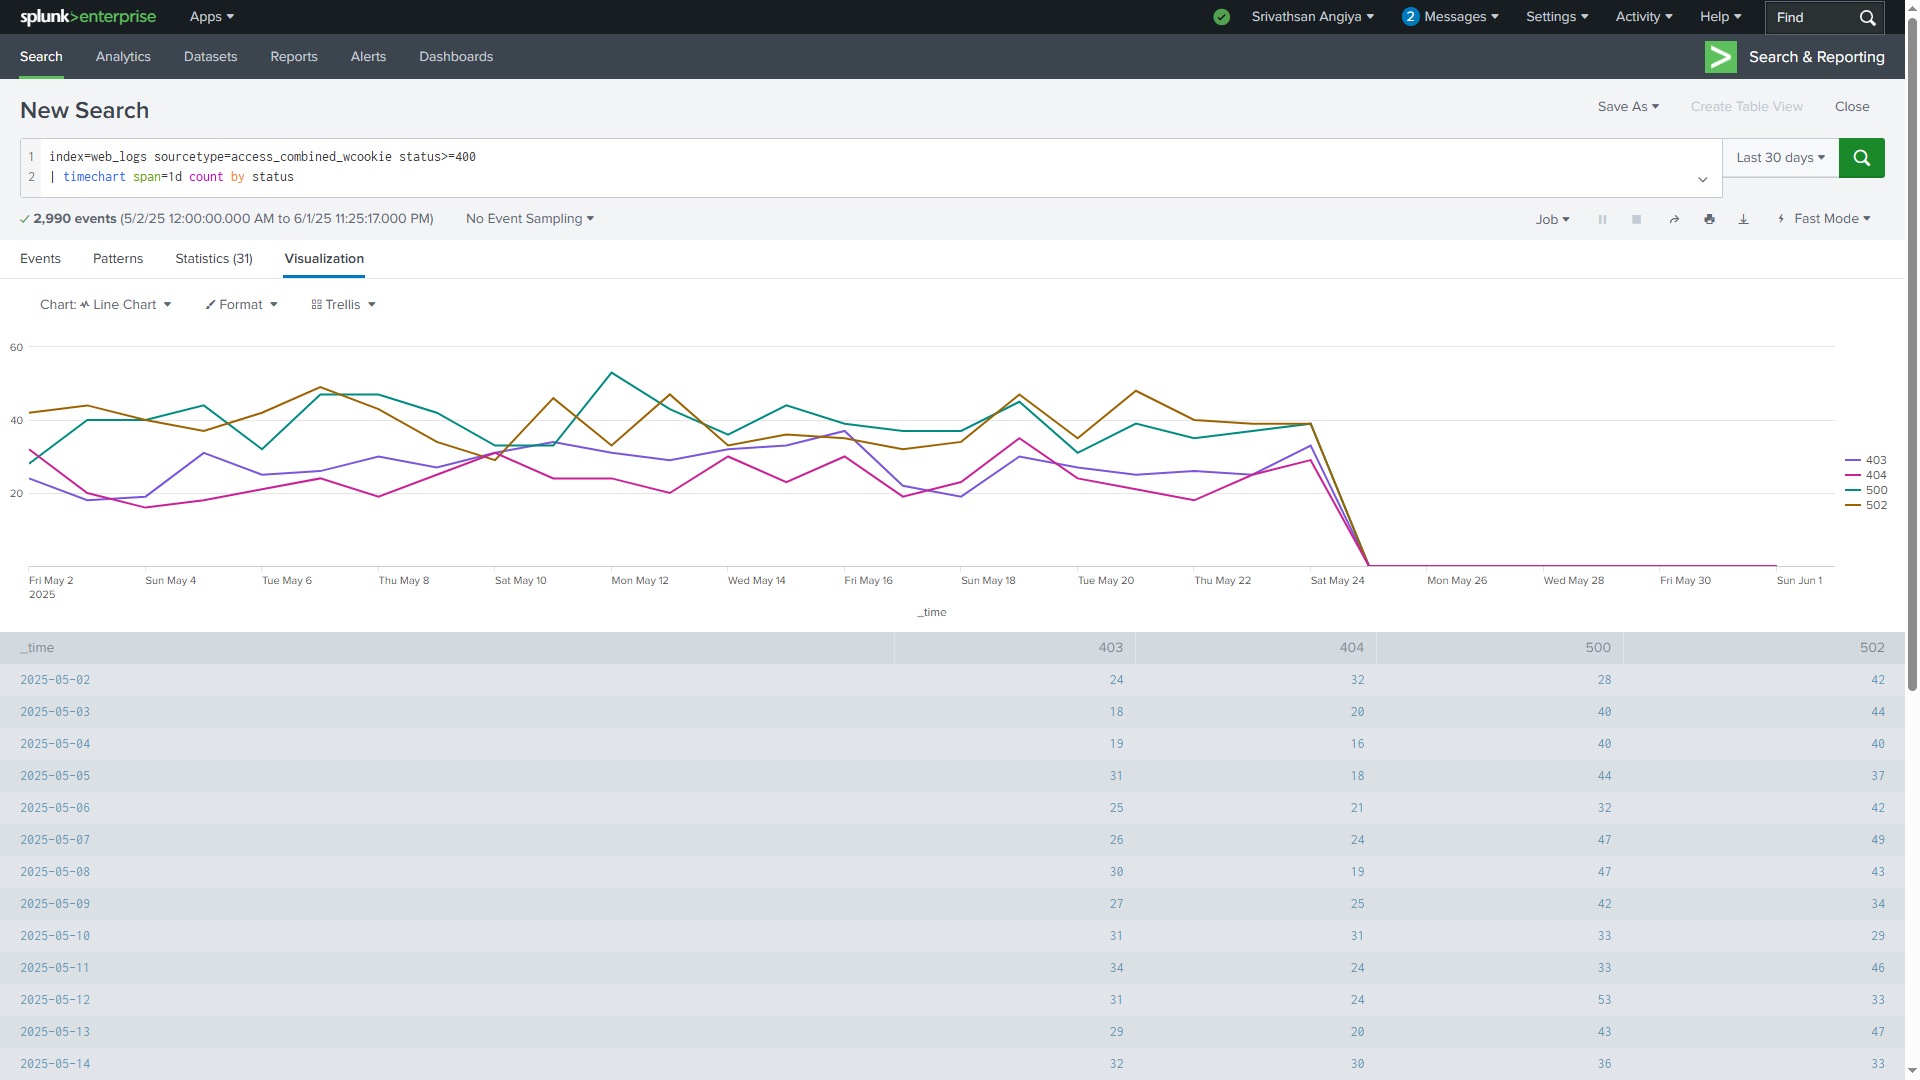 splunk>enterprise Apps Srivathsan Angiya 2 Messages Settings Activity Help Find
Search Analytics Datasets Reports Alerts Dashboards Search & Reporting
New Search Save As Create Table View Close
1 index=web_logs sourcetype=access_combined_wcookie status>=400
2 | timechart span=1d count by status
Last 30 days
2,990 events (5/2/25 12:00:00.000 AM to 6/1/25 11:25:17.000 PM) No Event Sampling Job Fast Mode
Events Patterns Statistics (31) Visualization
Chart: Line Chart Format Trellis
60
40
20
403
404
500
502
Fri May 2 Sun May 4 Tue May 6 Thu May 8 Sat May 10 Mon May 12 Wed May 14 Fri May 16 Sun May 18 Tue May 20 Thu May 22 Sat May 24 Mon May 26 Wed May 28 Fri May 30 Sun Jun 1
2025
_time
_time 403 404 500 502
2025-05-02 24 32 28 42
2025-05-03 18 20 40 44
2025-05-04 19 16 40 40
2025-05-05 31 18 44 37
2025-05-06 25 21 32 42
2025-05-07 26 24 47 49
2025-05-08 30 19 47 43
2025-05-09 27 25 42 34
2025-05-10 31 31 33 29
2025-05-11 34 24 33 46
2025-05-12 31 24 53 33
2025-05-13 29 20 43 47
2025-05-14 32 30 36 33